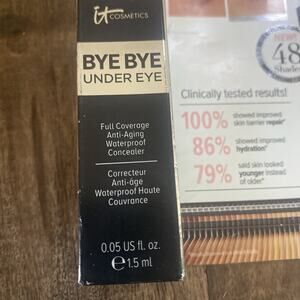 it COSMETICS
BYE BYE
UNDER EYE
Full Coverage
Anti-Aging
Waterproof
Concealer
Correcteur
Anti-âge
Waterproof Haute
Couvrance
0.05 US fl. oz.
℮ 1.5 ml
NEW!
48
Shades
Clinically tested results!
100% showed improved
skin barrier repair*
86% showed improved
hydration*
79% said skin looked
younger instead
of older*